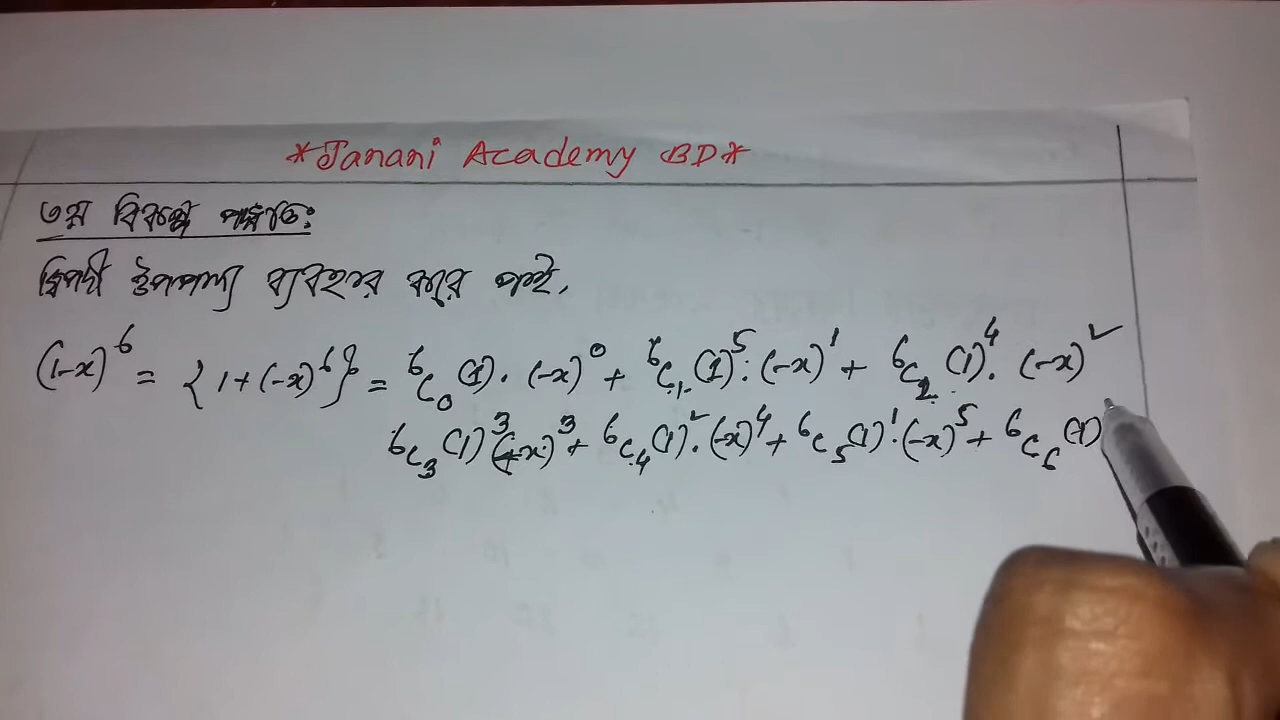 *Janani Academy BD*
৩য় বিকল্প পদ্ধতি:
দ্বিপদী উপপাদ্য ব্যবহার করে পাই,
(1-x)⁶ = {1+(-x)⁶} = ⁶C₀(1)·(-x)⁰ + ⁶C₁(1)⁵·(-x)¹ + ⁶C₂(1)⁴·(-x)²
⁶C₃(1)³(-x)³ + ⁶C₄(1)²·(-x)⁴ + ⁶C₅(1)¹·(-x)⁵ + ⁶C₆(1)